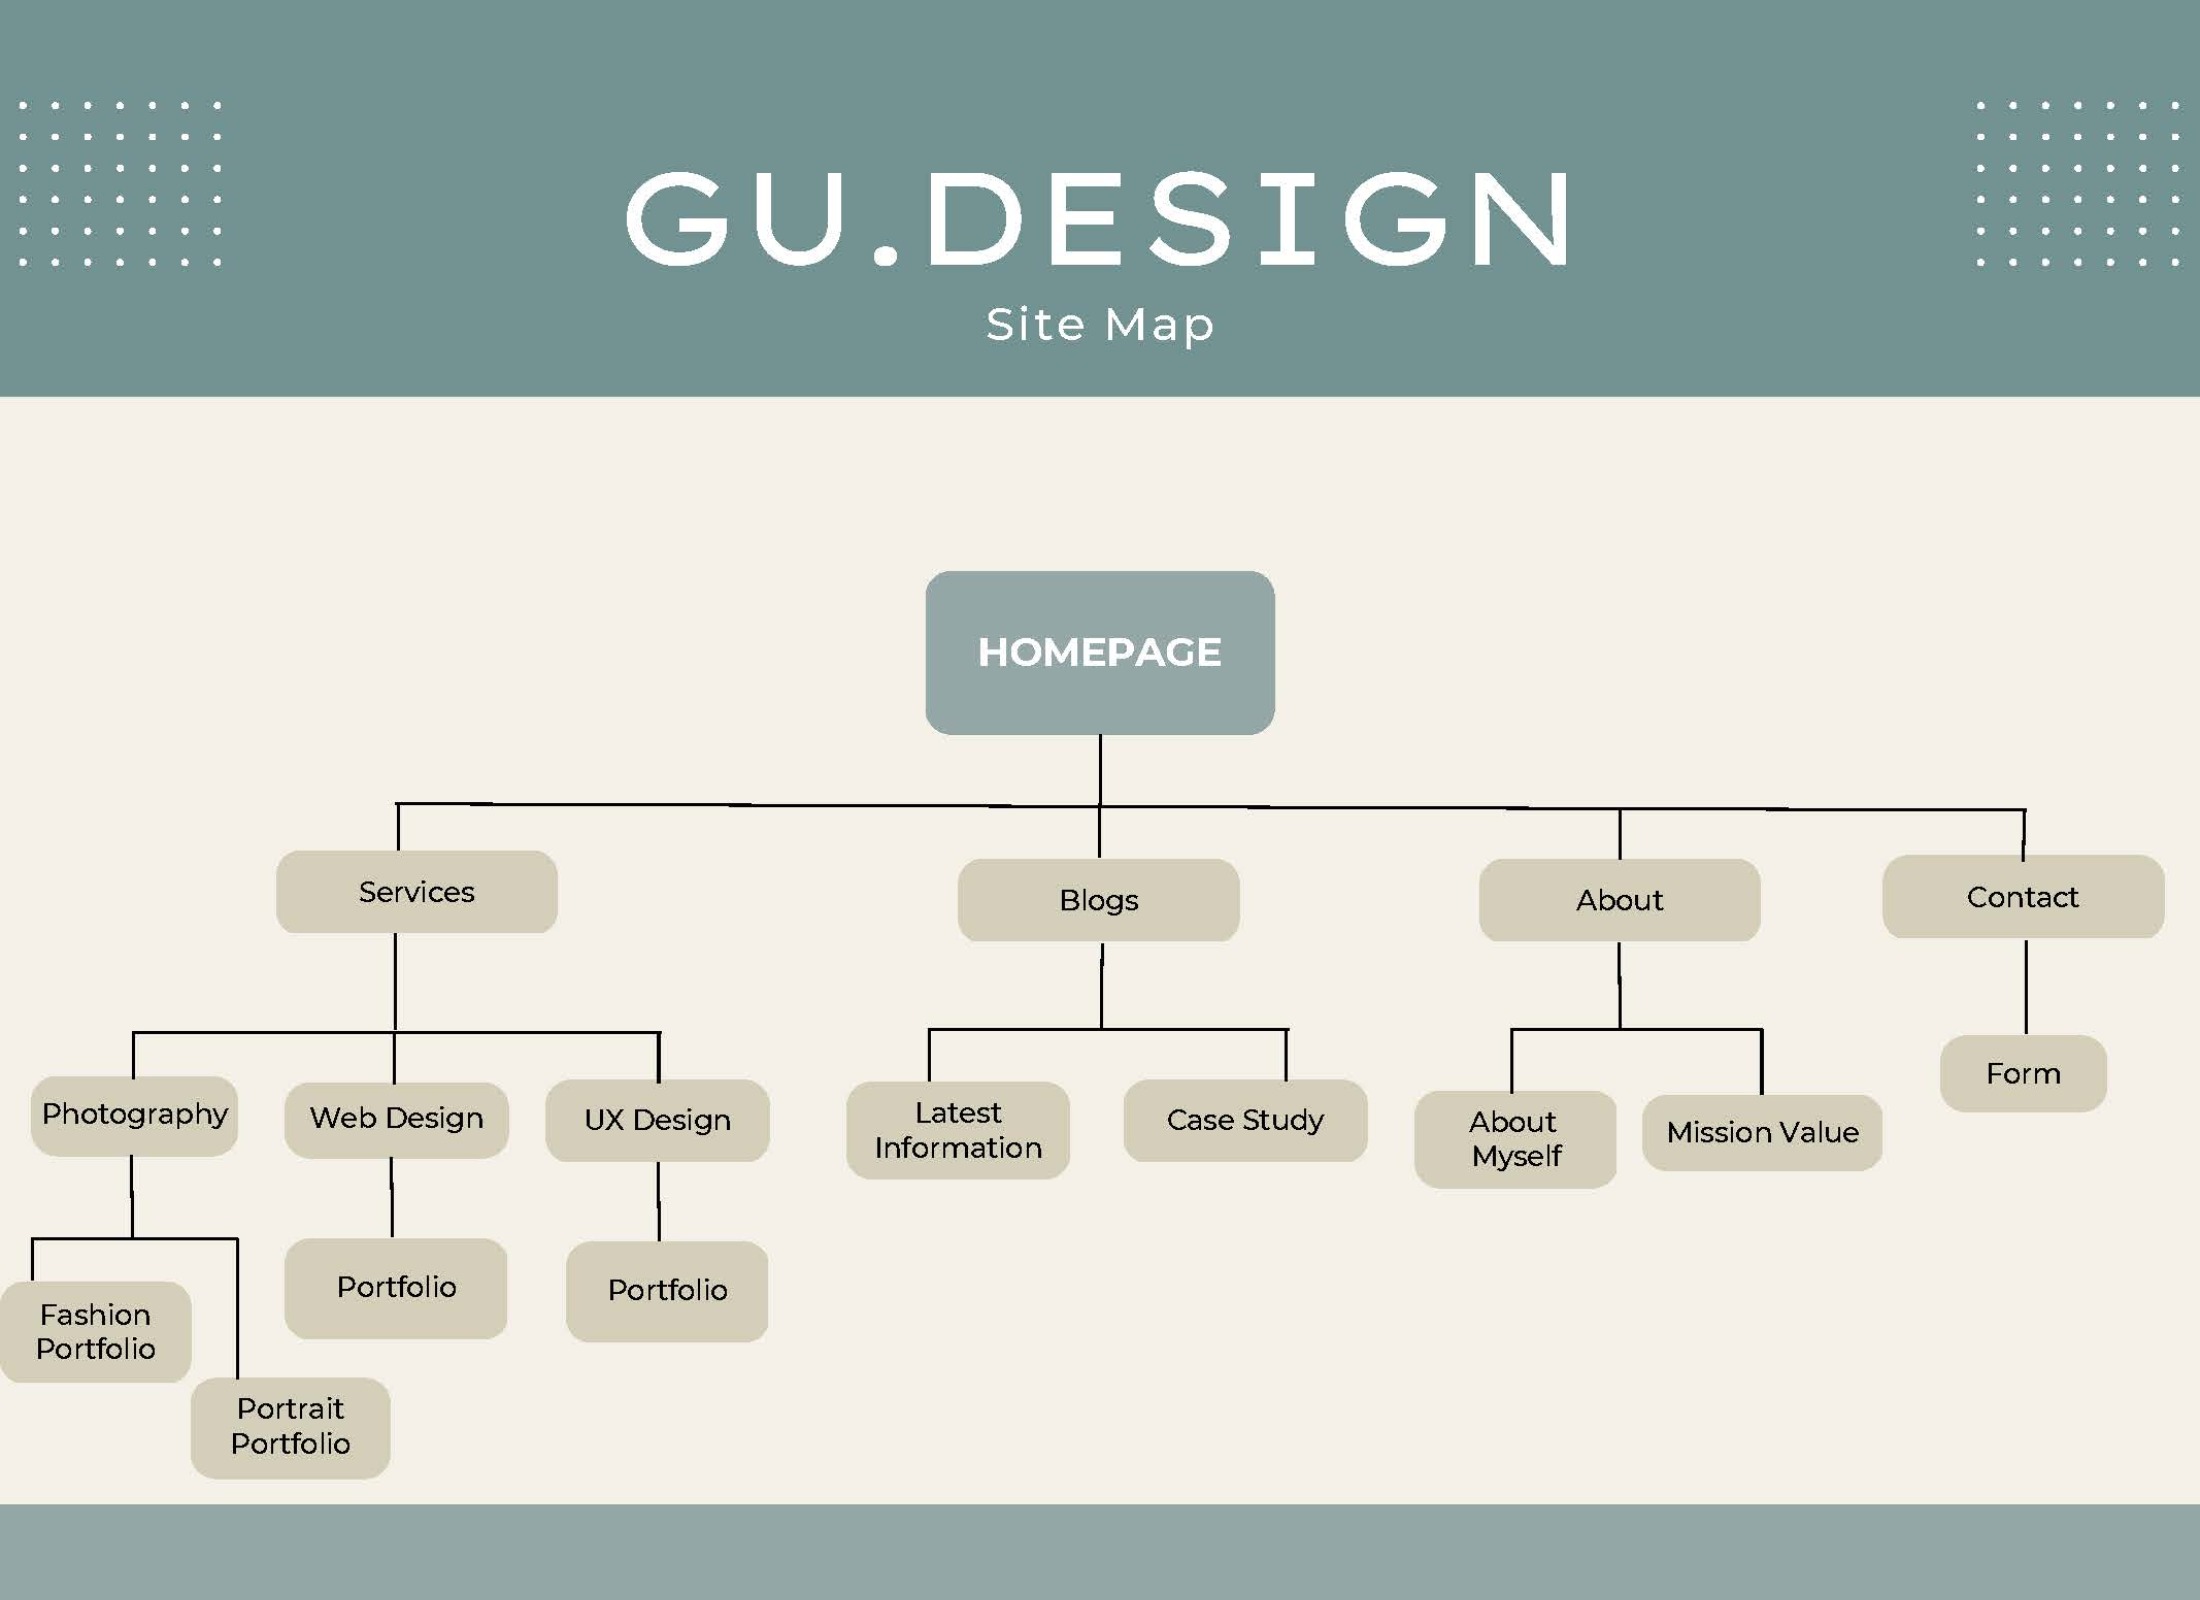 GU.DESIGN
Site Map
HOMEPAGE
Services
Blogs
About
Contact
Photography
Web Design
UX Design
Latest
Information
Case Study
About
Myself
Mission Value
Form
Fashion
Portfolio
Portrait
Portfolio
Portfolio
Portfolio